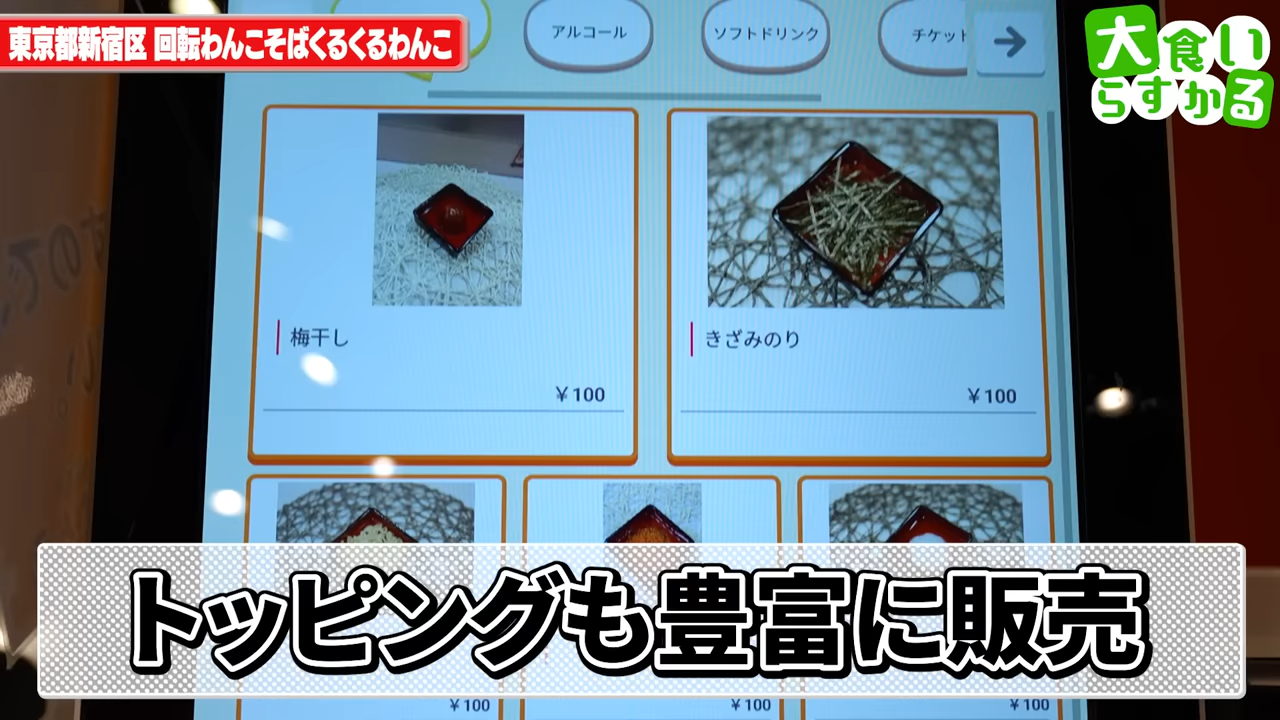 東京都新宿区 回転わんこそばくるくるわんこ
大食い
らすかる
アルコール
ソフトドリンク
チケット
梅干し
きざみのり
￥100
￥100
トッピングも豊富に販売
￥100
￥100
￥100